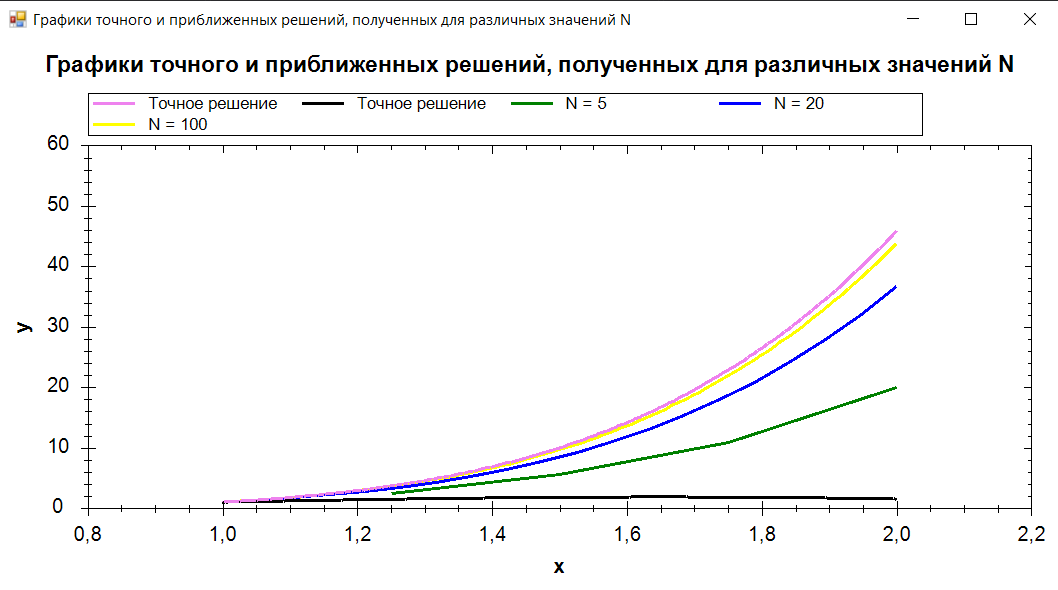 Графики точного и приближенных решений, полученных для различных значений N
Графики точного и приближенных решений, полученных для различных значений N
Точное решение Точное решение N = 5 N = 20
N = 100
60
50
40
30
20
10
0
y
0,8 1,0 1,2 1,4 1,6 1,8 2,0 2,2
x